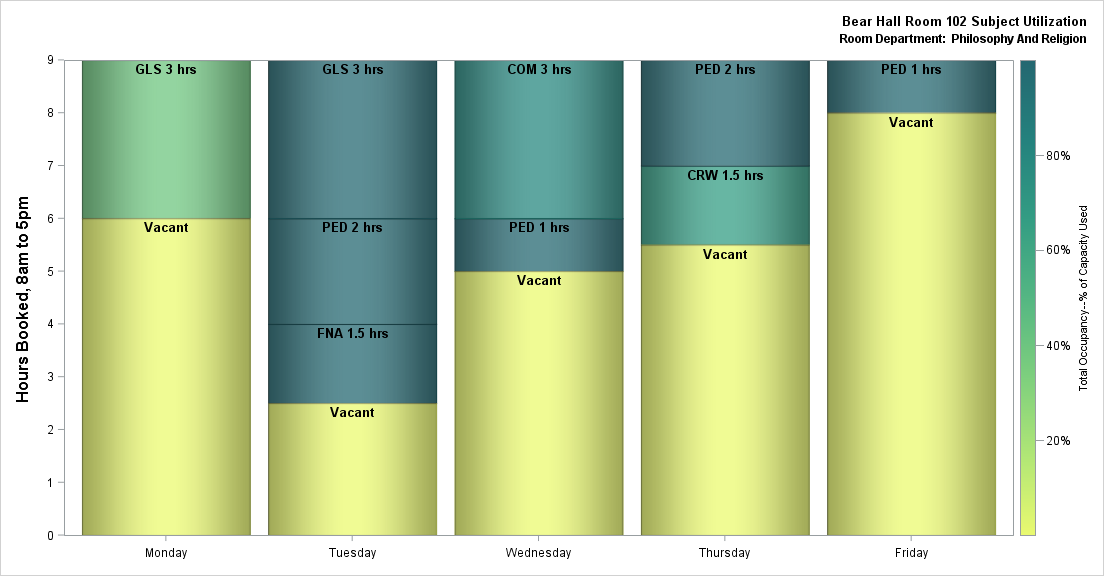 Bear Hall Room 102 Subject Utilization
Room Department: Philosophy And Religion
Hours Booked, 8am to 5pm
9
8
7
6
5
4
3
2
1
0
GLS 3 hrs
Vacant
GLS 3 hrs
PED 2 hrs
FNA 1.5 hrs
Vacant
COM 3 hrs
PED 1 hrs
Vacant
PED 2 hrs
CRW 1.5 hrs
Vacant
PED 1 hrs
Vacant
Monday
Tuesday
Wednesday
Thursday
Friday
80%
60%
40%
20%
Total Occupancy--% of Capacity Used